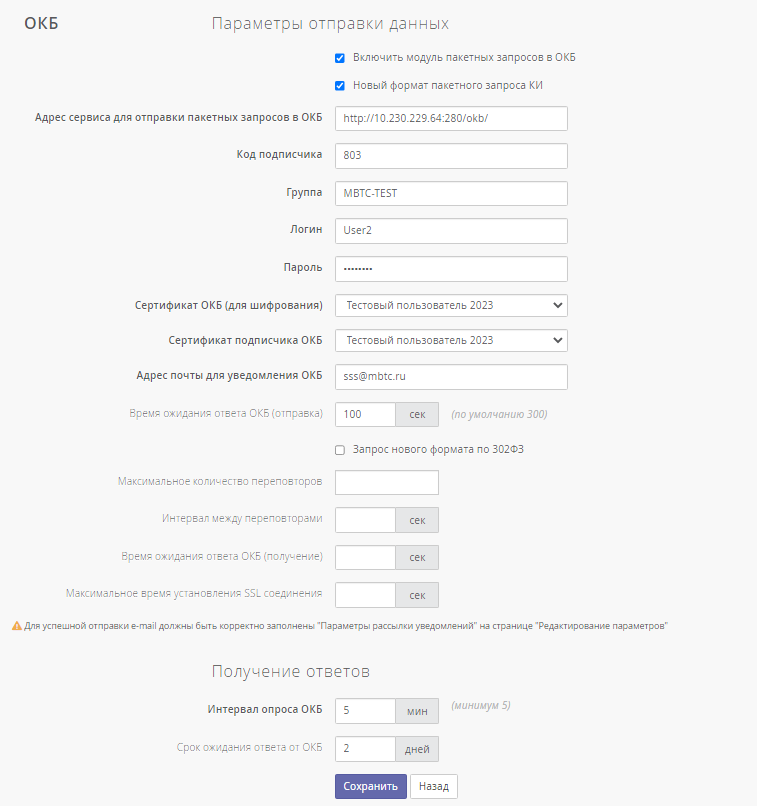 ОКБ
Параметры отправки данных
Включить модуль пакетных запросов в ОКБ
Новый формат пакетного запроса КИ
Адрес сервиса для отправки пакетных запросов в ОКБ http://10.230.229.64:280/okb/
Код подписчика 803
Группа MBTC-TEST
Логин User2
Пароль ••••••••
Сертификат ОКБ (для шифрования) Тестовый пользователь 2023
Сертификат подписчика ОКБ Тестовый пользователь 2023
Адрес почты для уведомления ОКБ sss@mbtc.ru
Время ожидания ответа ОКБ (отправка) 100 сек (по умолчанию 300)
Запрос нового формата по 302ФЗ
Максимальное количество переповторов
Интервал между переповторами сек
Время ожидания ответа ОКБ (получение) сек
Максимальное время установления SSL соединения сек
Для успешной отправки e-mail должны быть корректно заполнены "Параметры рассылки уведомлений" на странице "Редактирование параметров"
Получение ответов
Интервал опроса ОКБ 5 мин (минимум 5)
Срок ожидания ответа от ОКБ 2 дней
Сохранить Назад